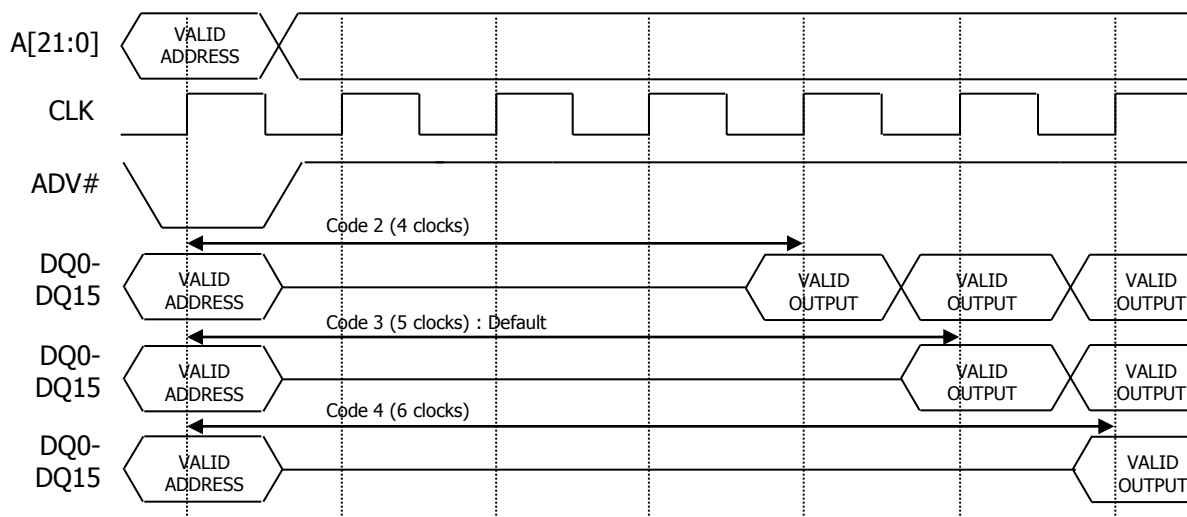 A[21:0]
VALID
ADDRESS
CLK
ADV#
Code 2 (4 clocks)
DQ0-
DQ15
VALID
ADDRESS
VALID
OUTPUT
VALID
OUTPUT
VALID
OUTPUT
Code 3 (5 clocks) : Default
DQ0-
DQ15
VALID
ADDRESS
VALID
OUTPUT
VALID
OUTPUT
Code 4 (6 clocks)
DQ0-
DQ15
VALID
ADDRESS
VALID
OUTPUT